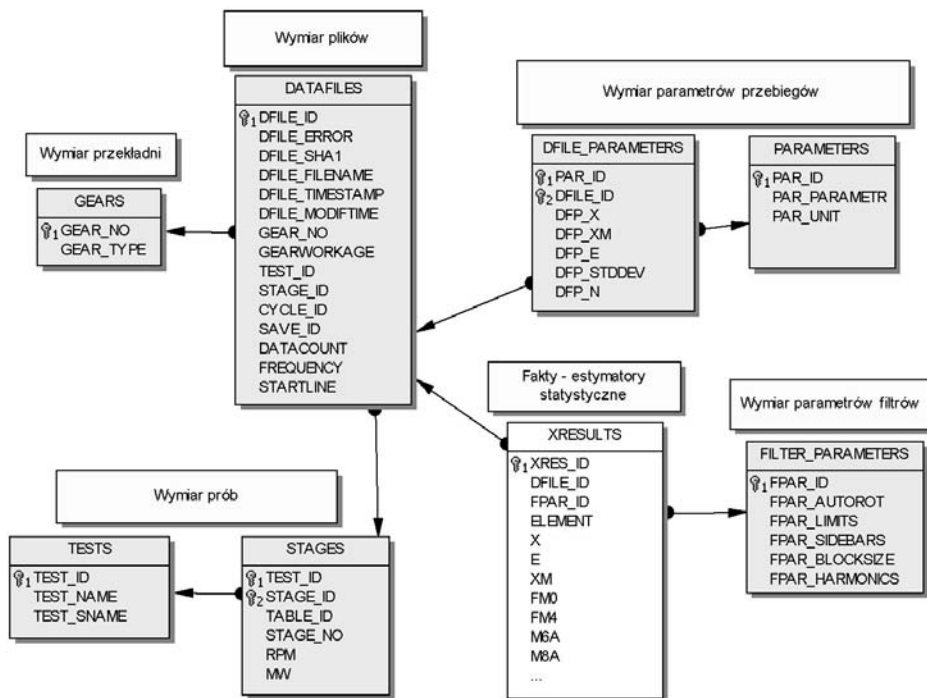 Wymiar plików
DATAFILES
1 DFILE_ID
DFILE_ERROR
DFILE_SHA1
DFILE_FILENAME
DFILE_TIMESTAMP
DFILE_MODIFTIME
GEAR_NO
GEARWORKAGE
TEST_ID
STAGE_ID
CYCLE_ID
SAVE_ID
DATACOUNT
FREQUENCY
STARTLINE
Wymiar przekładni
GEARS
1 GEAR_NO
GEAR_TYPE
Wymiar parametrów przebiegów
DFILE_PARAMETERS
1 PAR_ID
2 DFILE_ID
DFP_X
DFP_XM
DFP_E
DFP_STDDEV
DFP_N
PARAMETERS
1 PAR_ID
PAR_PARAMETR
PAR_UNIT
Fakty - estymatory
statystyczne
XRESULTS
1 XRES_ID
DFILE_ID
FPAR_ID
ELEMENT
X
E
XM
FM0
FM4
M6A
M8A
...
Wymiar parametrów filtrów
FILTER_PARAMETERS
1 FPAR_ID
FPAR_AUTOROT
FPAR_LIMITS
FPAR_SIDEBARS
FPAR_BLOCKSIZE
FPAR_HARMONICS
Wymiar prób
TESTS
1 TEST_ID
TEST_NAME
TEST_SNAME
STAGES
1 TEST_ID
2 STAGE_ID
TABLE_ID
STAGE_NO
RPM
MW